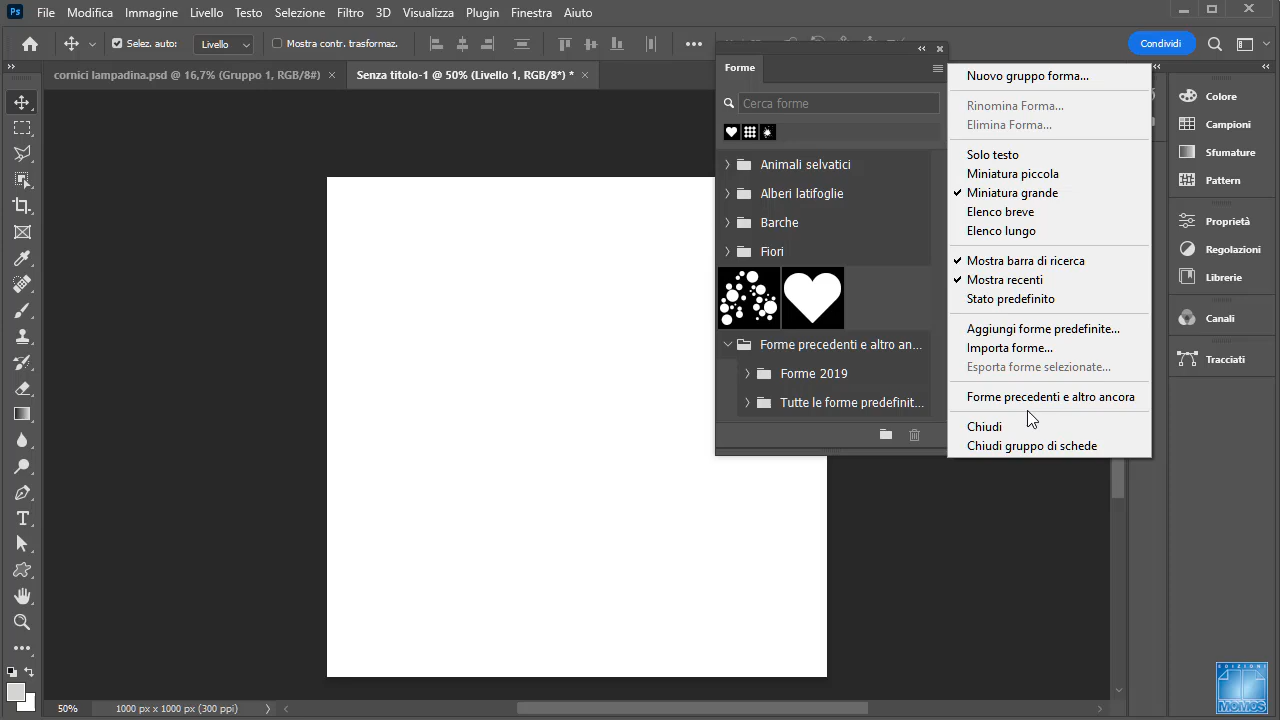 Ps File Modifica Immagine Livello Testo Selezione Filtro 3D Visualizza Plugin Finestra Aiuto
Selez. auto: Livello Mostra contr. trasformaz. Condividi
cornici lampadina.psd @ 16,7% (Gruppo 1, RGB/8#) Senza titolo-1 @ 50% (Livello 1, RGB/8*) *
Forme
Cerca forme
Animali selvatici
Alberi latifoglie
Barche
Fiori
Forme precedenti e altro an...
Forme 2019
Tutte le forme predefinit...
Nuovo gruppo forma...
Rinomina Forma...
Elimina Forma...
Solo testo
Miniatura piccola
Miniatura grande
Elenco breve
Elenco lungo
Mostra barra di ricerca
Mostra recenti
Stato predefinito
Aggiungi forme predefinite...
Importa forme...
Esporta forme selezionate...
Forme precedenti e altro ancora
Chiudi
Chiudi gruppo di schede
Colore
Campioni
Sfumature
Pattern
Proprietà
Regolazioni
Librerie
Canali
Tracciati
50% 1000 px x 1000 px (300 ppi)
EDIZIONI
MOMOS